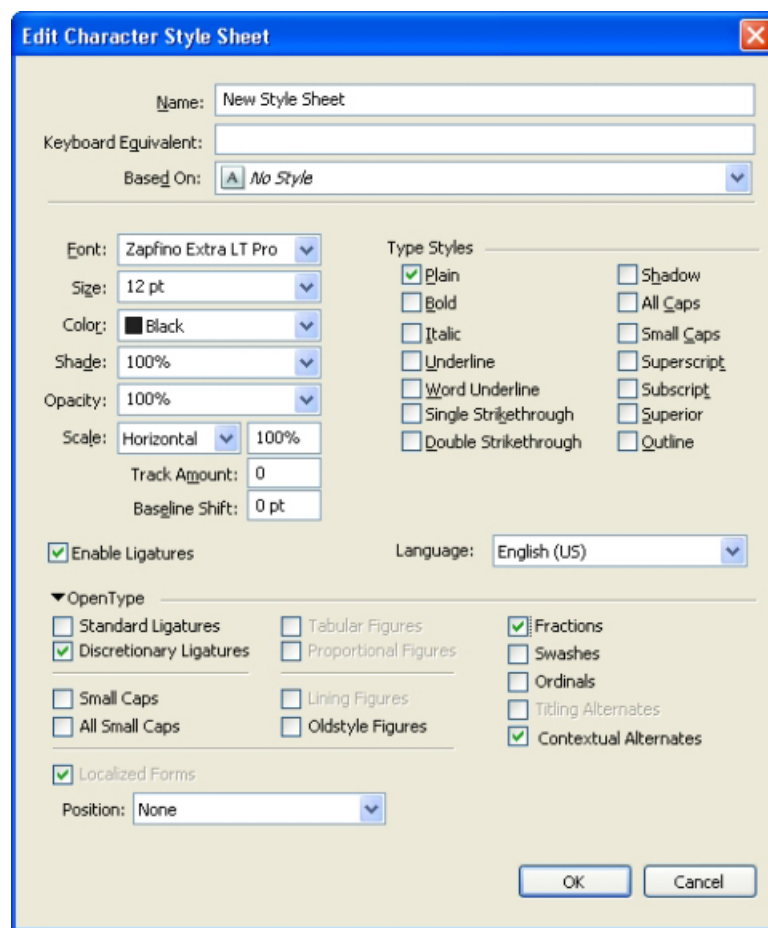 Edit Character Style Sheet
Name: New Style Sheet
Keyboard Equivalent:
Based On: A No Style
Font: Zapfino Extra LT Pro
Size: 12 pt
Color: Black
Shade: 100%
Opacity: 100%
Scale: Horizontal 100%
Track Amount: 0
Baseline Shift: 0 pt
Type Styles
Plain Shadow
Bold All Caps
Italic Small Caps
Underline Superscript
Word Underline Subscript
Single Strikethrough Superior
Double Strikethrough Outline
Enable Ligatures Language: English (US)
OpenType
Standard Ligatures Tabular Figures Fractions
Discretionary Ligatures Proportional Figures Swashes
Ordinals
Small Caps Lining Figures Titling Alternates
All Small Caps Oldstyle Figures Contextual Alternates
Localized Forms
Position: None
OK Cancel